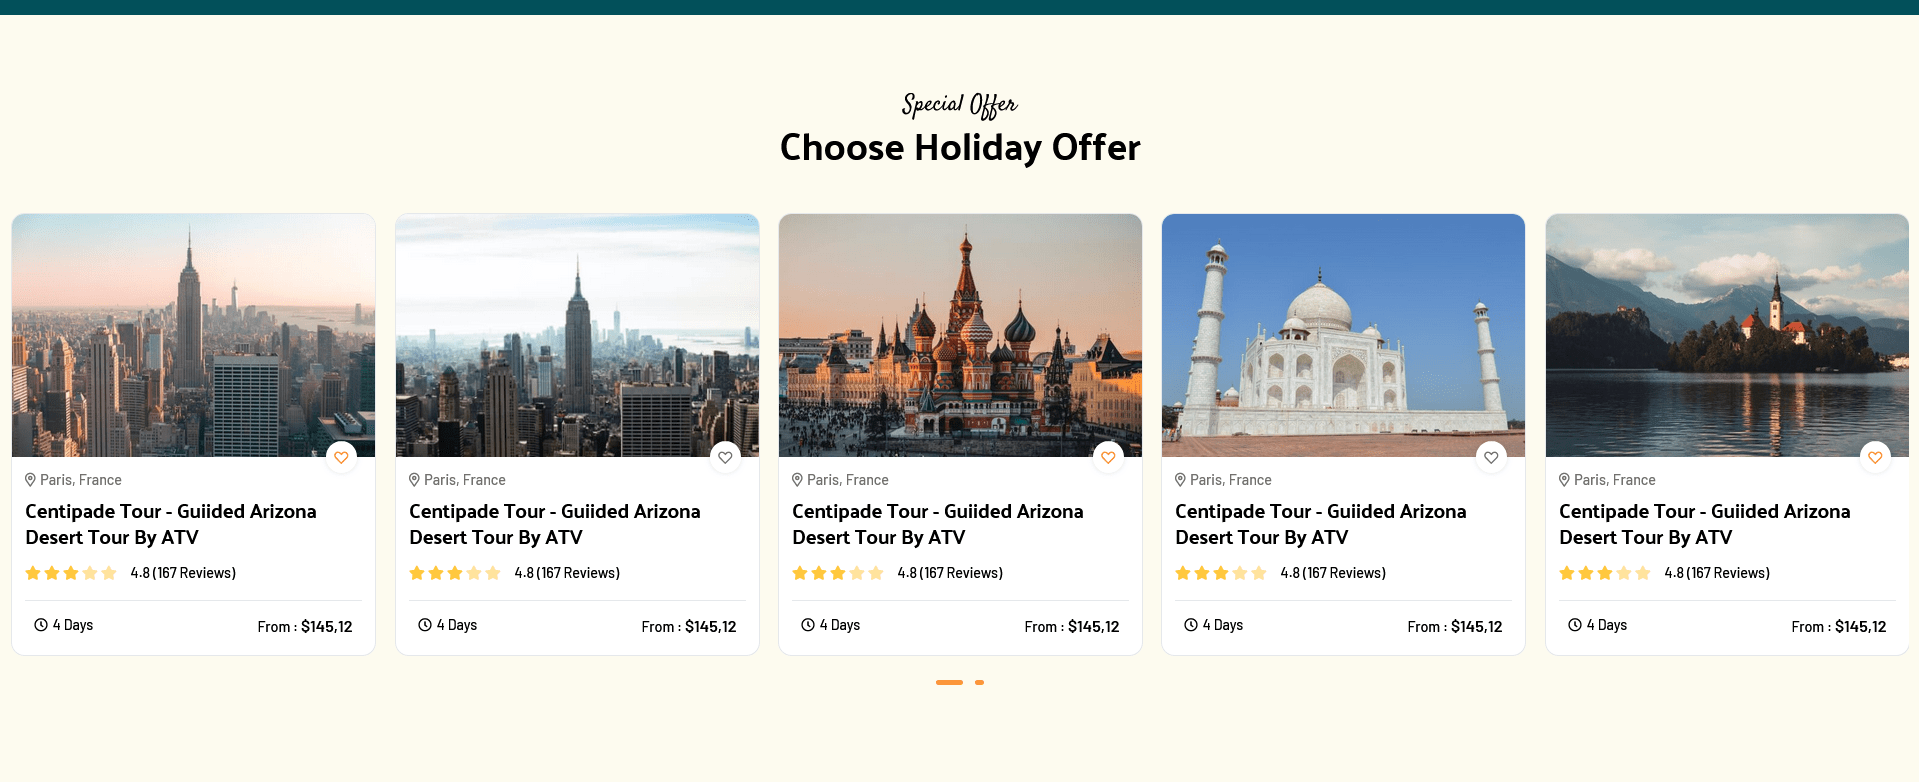 Special Offer
Choose Holiday Offer
Paris, France
Centipade Tour - Guiided Arizona
Desert Tour By ATV
4.8 (167 Reviews)
4 Days
From : $145,12
Paris, France
Centipade Tour - Guiided Arizona
Desert Tour By ATV
4.8 (167 Reviews)
4 Days
From : $145,12
Paris, France
Centipade Tour - Guiided Arizona
Desert Tour By ATV
4.8 (167 Reviews)
4 Days
From : $145,12
Paris, France
Centipade Tour - Guiided Arizona
Desert Tour By ATV
4.8 (167 Reviews)
4 Days
From : $145,12
Paris, France
Centipade Tour - Guiided Arizona
Desert Tour By ATV
4.8 (167 Reviews)
4 Days
From : $145,12